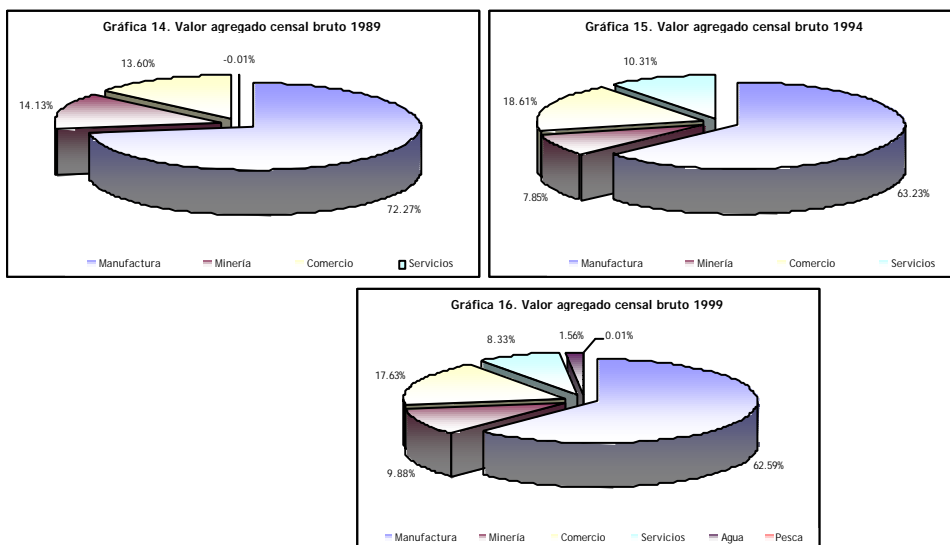 Gráfica 14. Valor agregado censal bruto 1989
-0.01%
13.60%
14.13%
72.27%
Manufactura Minería Comercio Servicios
Gráfica 15. Valor agregado censal bruto 1994
10.31%
18.61%
7.85%
63.23%
Manufactura Minería Comercio Servicios
Gráfica 16. Valor agregado censal bruto 1999
8.33% 1.56% 0.01%
17.63%
9.88%
62.59%
Manufactura Minería Comercio Servicios Agua Pesca